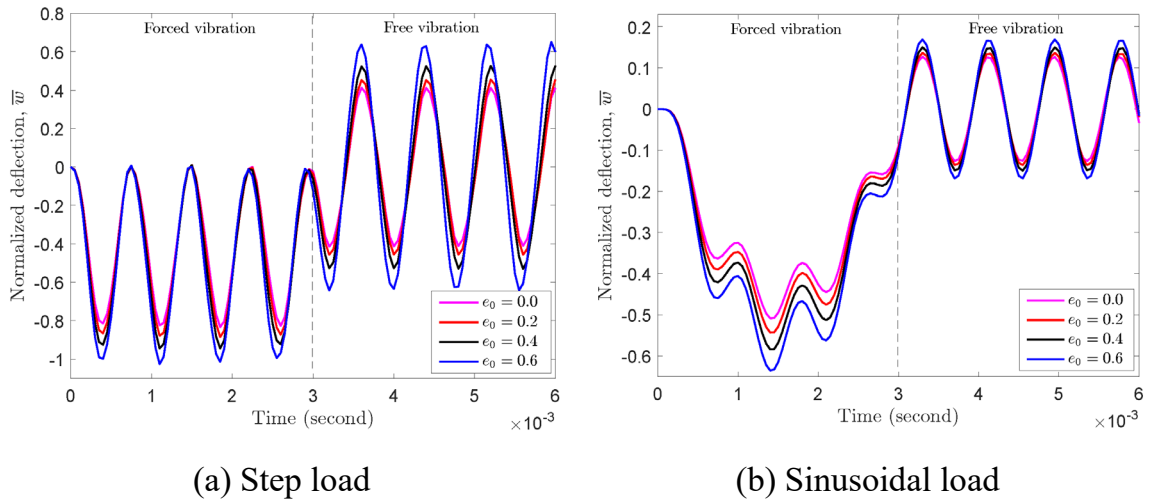 Forced vibration
Free vibration
Normalized deflection, w̅
0.8
0.6
0.4
0.2
0
-0.2
-0.4
-0.6
-0.8
-1
e₀ = 0.0
e₀ = 0.2
e₀ = 0.4
e₀ = 0.6
0 1 2 3 4 5 6
Time (second)
×10⁻³
(a) Step load
Forced vibration
Free vibration
Normalized deflection, w̅
0.2
0.1
0
-0.1
-0.2
-0.3
-0.4
-0.5
-0.6
e₀ = 0.0
e₀ = 0.2
e₀ = 0.4
e₀ = 0.6
0 1 2 3 4 5 6
Time (second)
×10⁻³
(b) Sinusoidal load